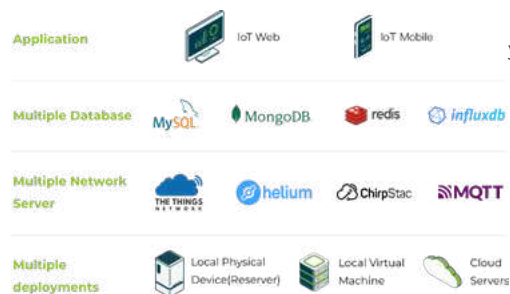 Application
IoT Web
IoT Mobile
Multiple Database
MySQL
MongoDB
redis
influxdb
Multiple Network
Server
THE THINGS
NETWORK
helium
ChirpStac
MQTT
Multiple
deployments
Local Physical
Device(Reserver)
Local Virtual
Machine
Cloud
Servers